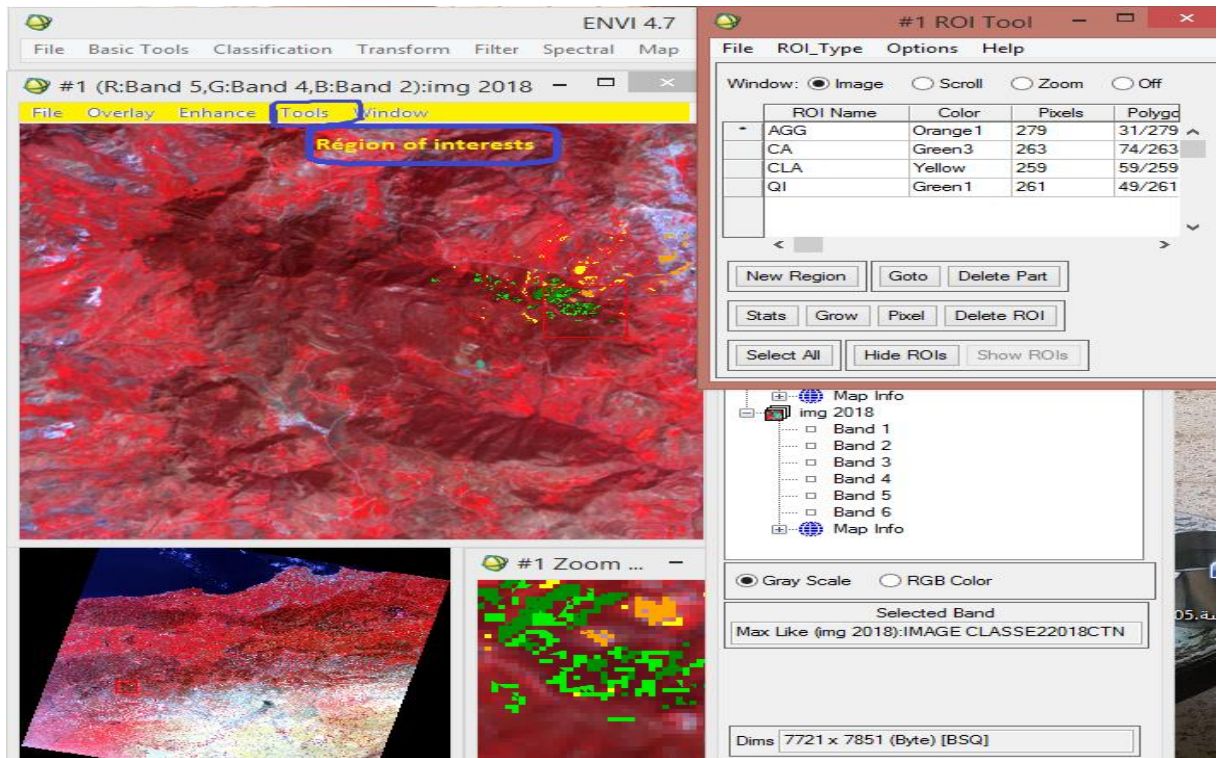 ENVI 4.7
File Basic Tools Classification Transform Filter Spectral Map
#1 (R:Band 5,G:Band 4,B:Band 2):img 2018
File Overlay Enhance Tools Window
Région of interests
#1 ROI Tool
File ROI_Type Options Help
Window: Image Scroll Zoom Off
ROI Name Color Pixels Polygo
* AGG Orange1 279 31/279
CA Green3 263 74/263
CLA Yellow 259 59/259
QI Green1 261 49/261
New Region Goto Delete Part
Stats Grow Pixel Delete ROI
Select All Hide ROIs Show ROIs
Map Info
img 2018
Band 1
Band 2
Band 3
Band 4
Band 5
Band 6
Map Info
#1 Zoom ...
Gray Scale RGB Color
Selected Band
Max Like (img 2018):IMAGE CLASSE22018CTN
Dims 7721 x 7851 (Byte) [BSQ]